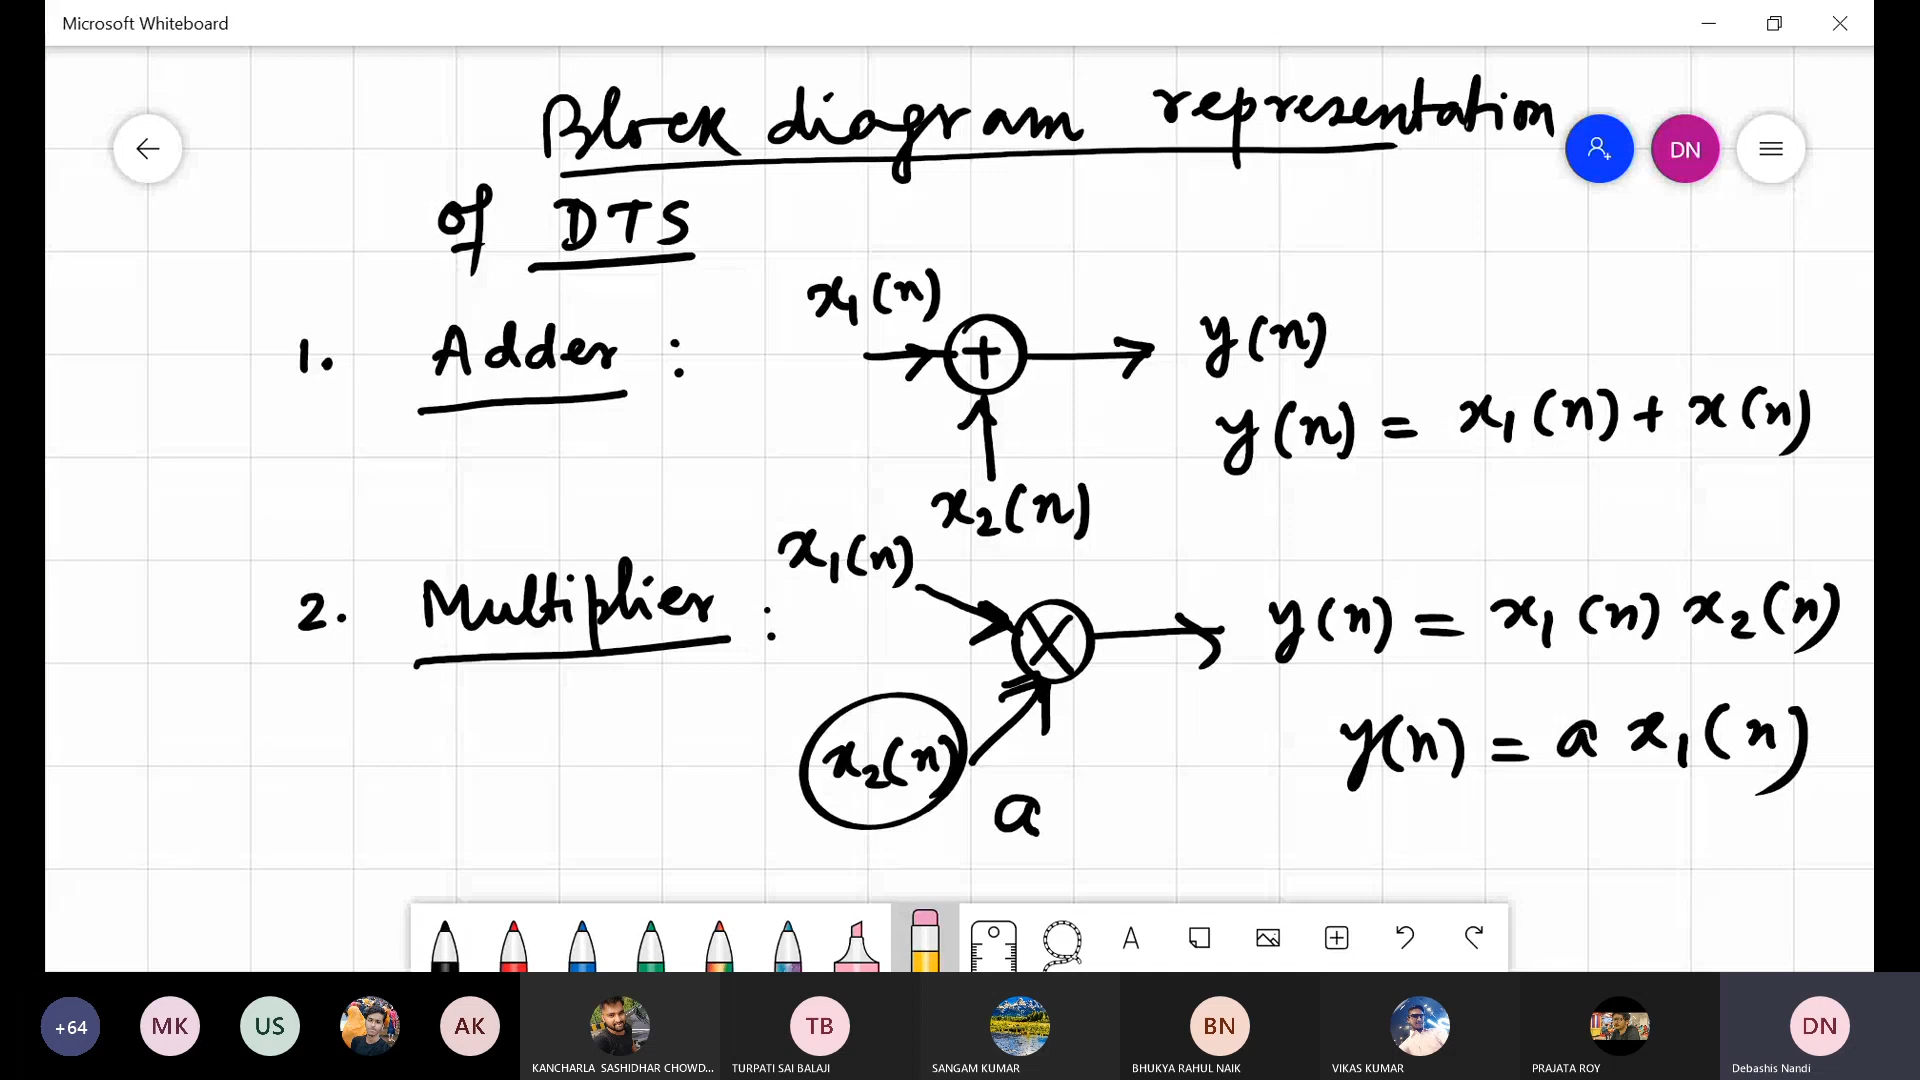 Microsoft Whiteboard
Block diagram representation
DN
of DTS
x₁(n)
1. Adder :
+
y(n)
y(n) = x₁(n) + x(n)
x₂(n)
x₁(n)
2. Multiplier :
X
y(n) = x₁(n) x₂(n)
x₂(n)
y(n) = a x₁(n)
a
A
+64
MK
US
AK
TB
BN
DN
KANCHARLA SASHIDHAR CHOWD...
TURPATI SAI BALAJI
SANGAM KUMAR
BHUKYA RAHUL NAIK
VIKAS KUMAR
PRAJATA ROY
Debashis Nandi